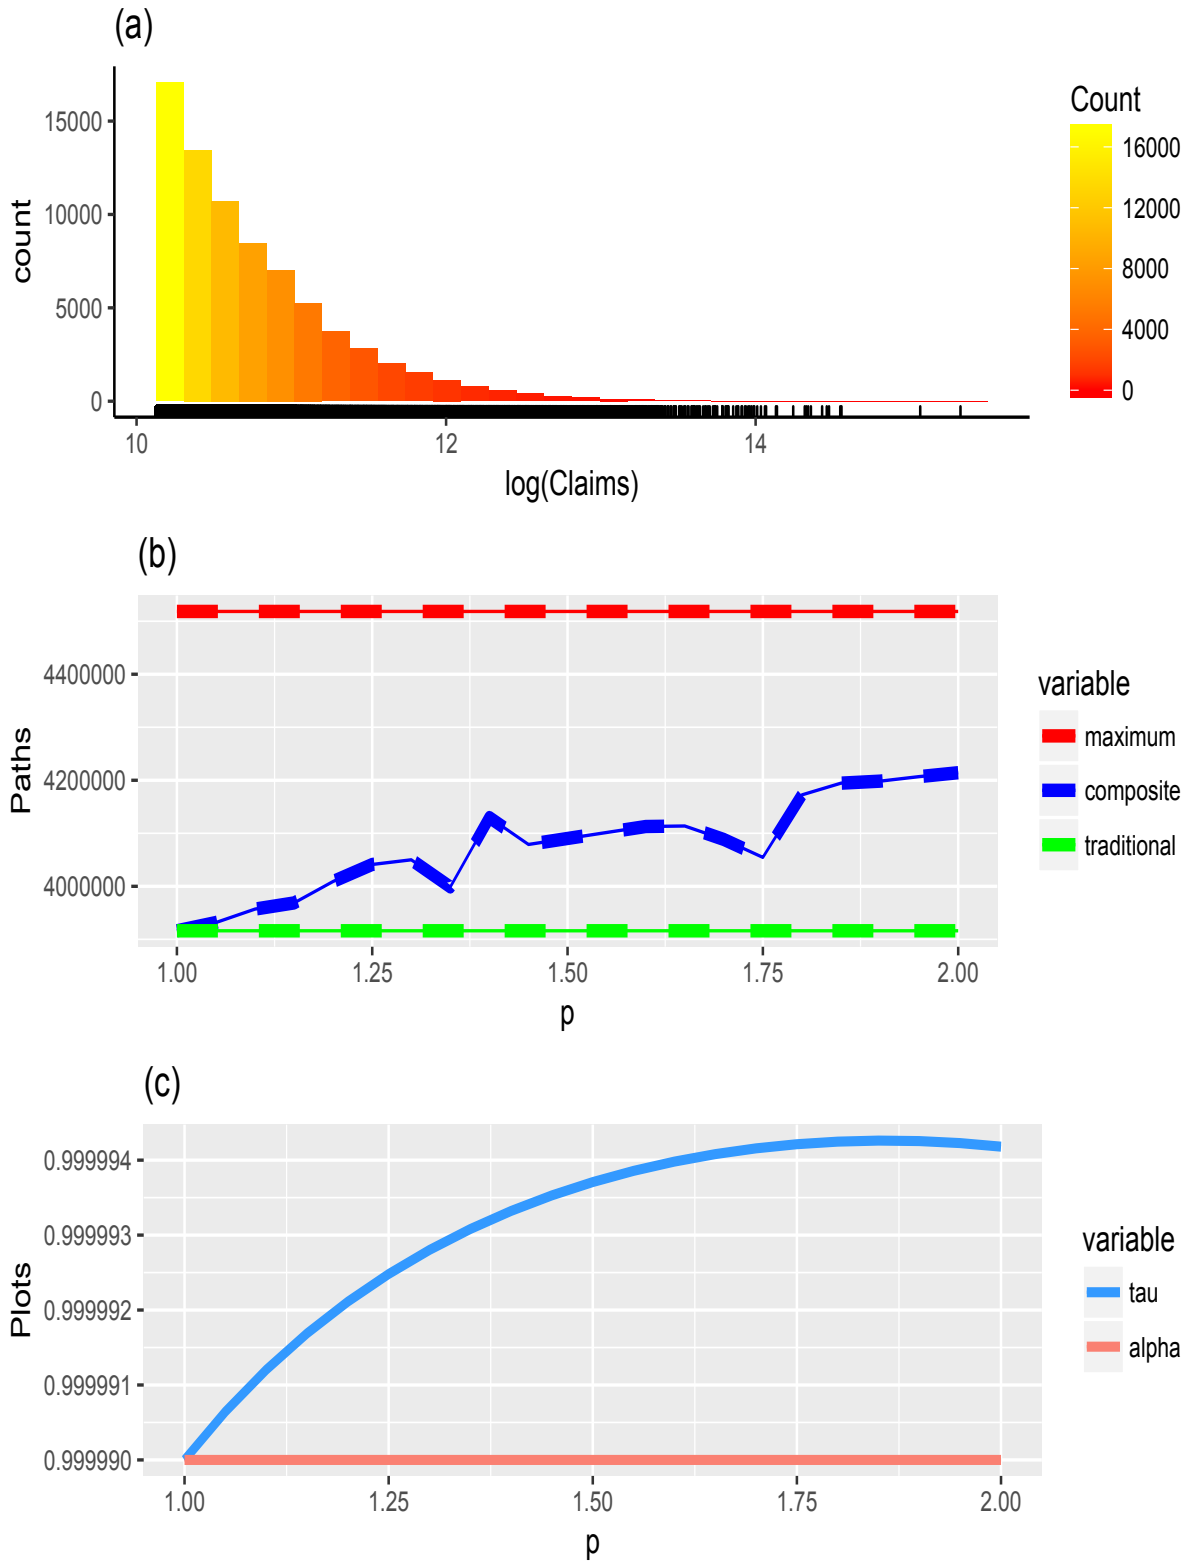 (a)
count
15000
10000
5000
0
10
12
14
log(Claims)
Count
16000
12000
8000
4000
0
(b)
Paths
4400000
4200000
4000000
1.00
1.25
1.50
1.75
2.00
p
variable
maximum
composite
traditional
(c)
Plots
0.999994
0.999993
0.999992
0.999991
0.999990
1.00
1.25
1.50
1.75
2.00
p
variable
tau
alpha